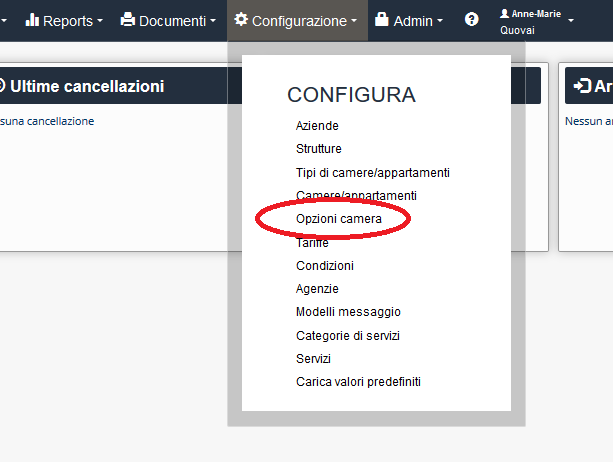 Reports
Documenti
Configurazione
Admin
Anne-Marie
Quovai
Ultime cancellazioni
suna cancellazione
CONFIGURA
Aziende
Strutture
Tipi di camere/appartamenti
Camere/appartamenti
Opzioni camera
Tariffe
Condizioni
Agenzie
Modelli messaggio
Categorie di servizi
Servizi
Carica valori predefiniti
Ar
Nessun ar